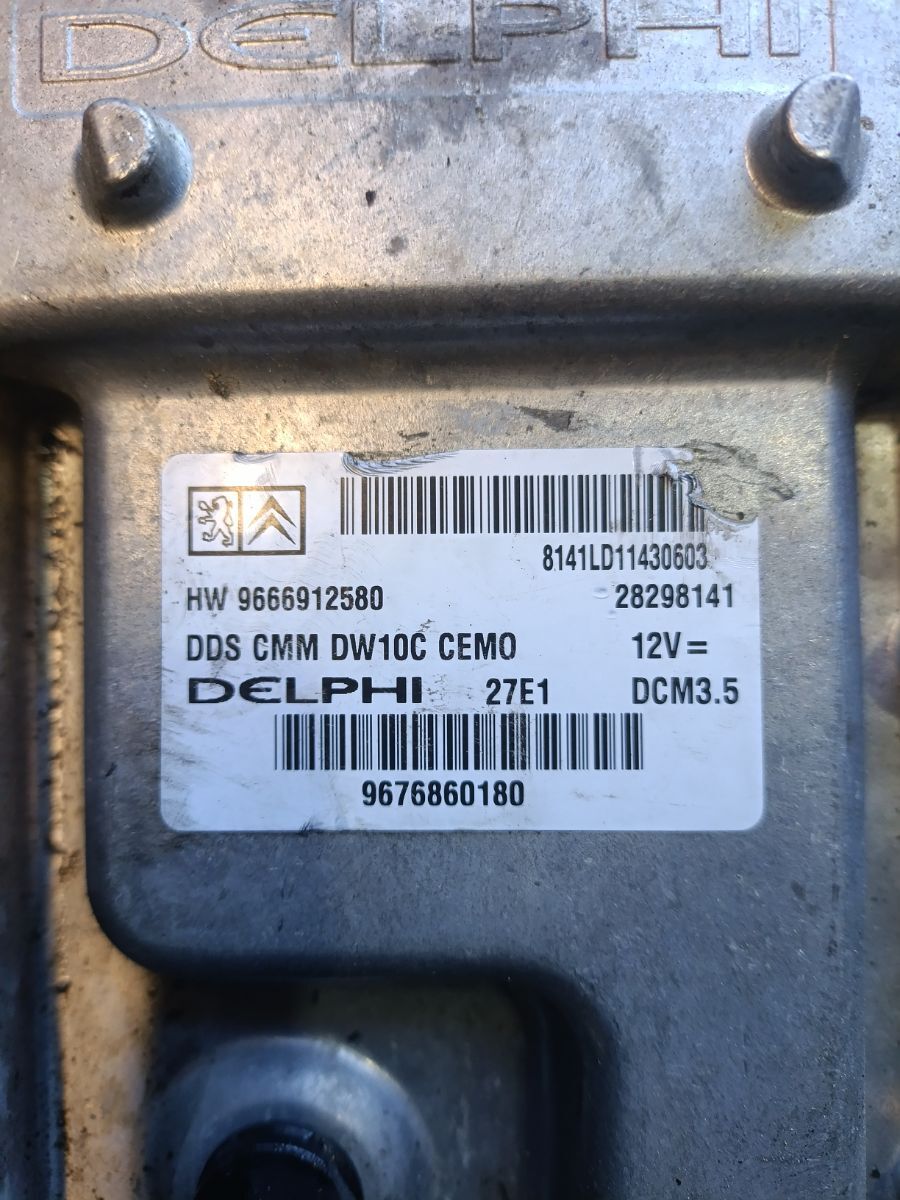 DELPHI
8141LD11430603
HW 9666912580 28298141
DDS CMM DW10C CEMO 12V=
DELPHI 27E1 DCM3.5
9676860180